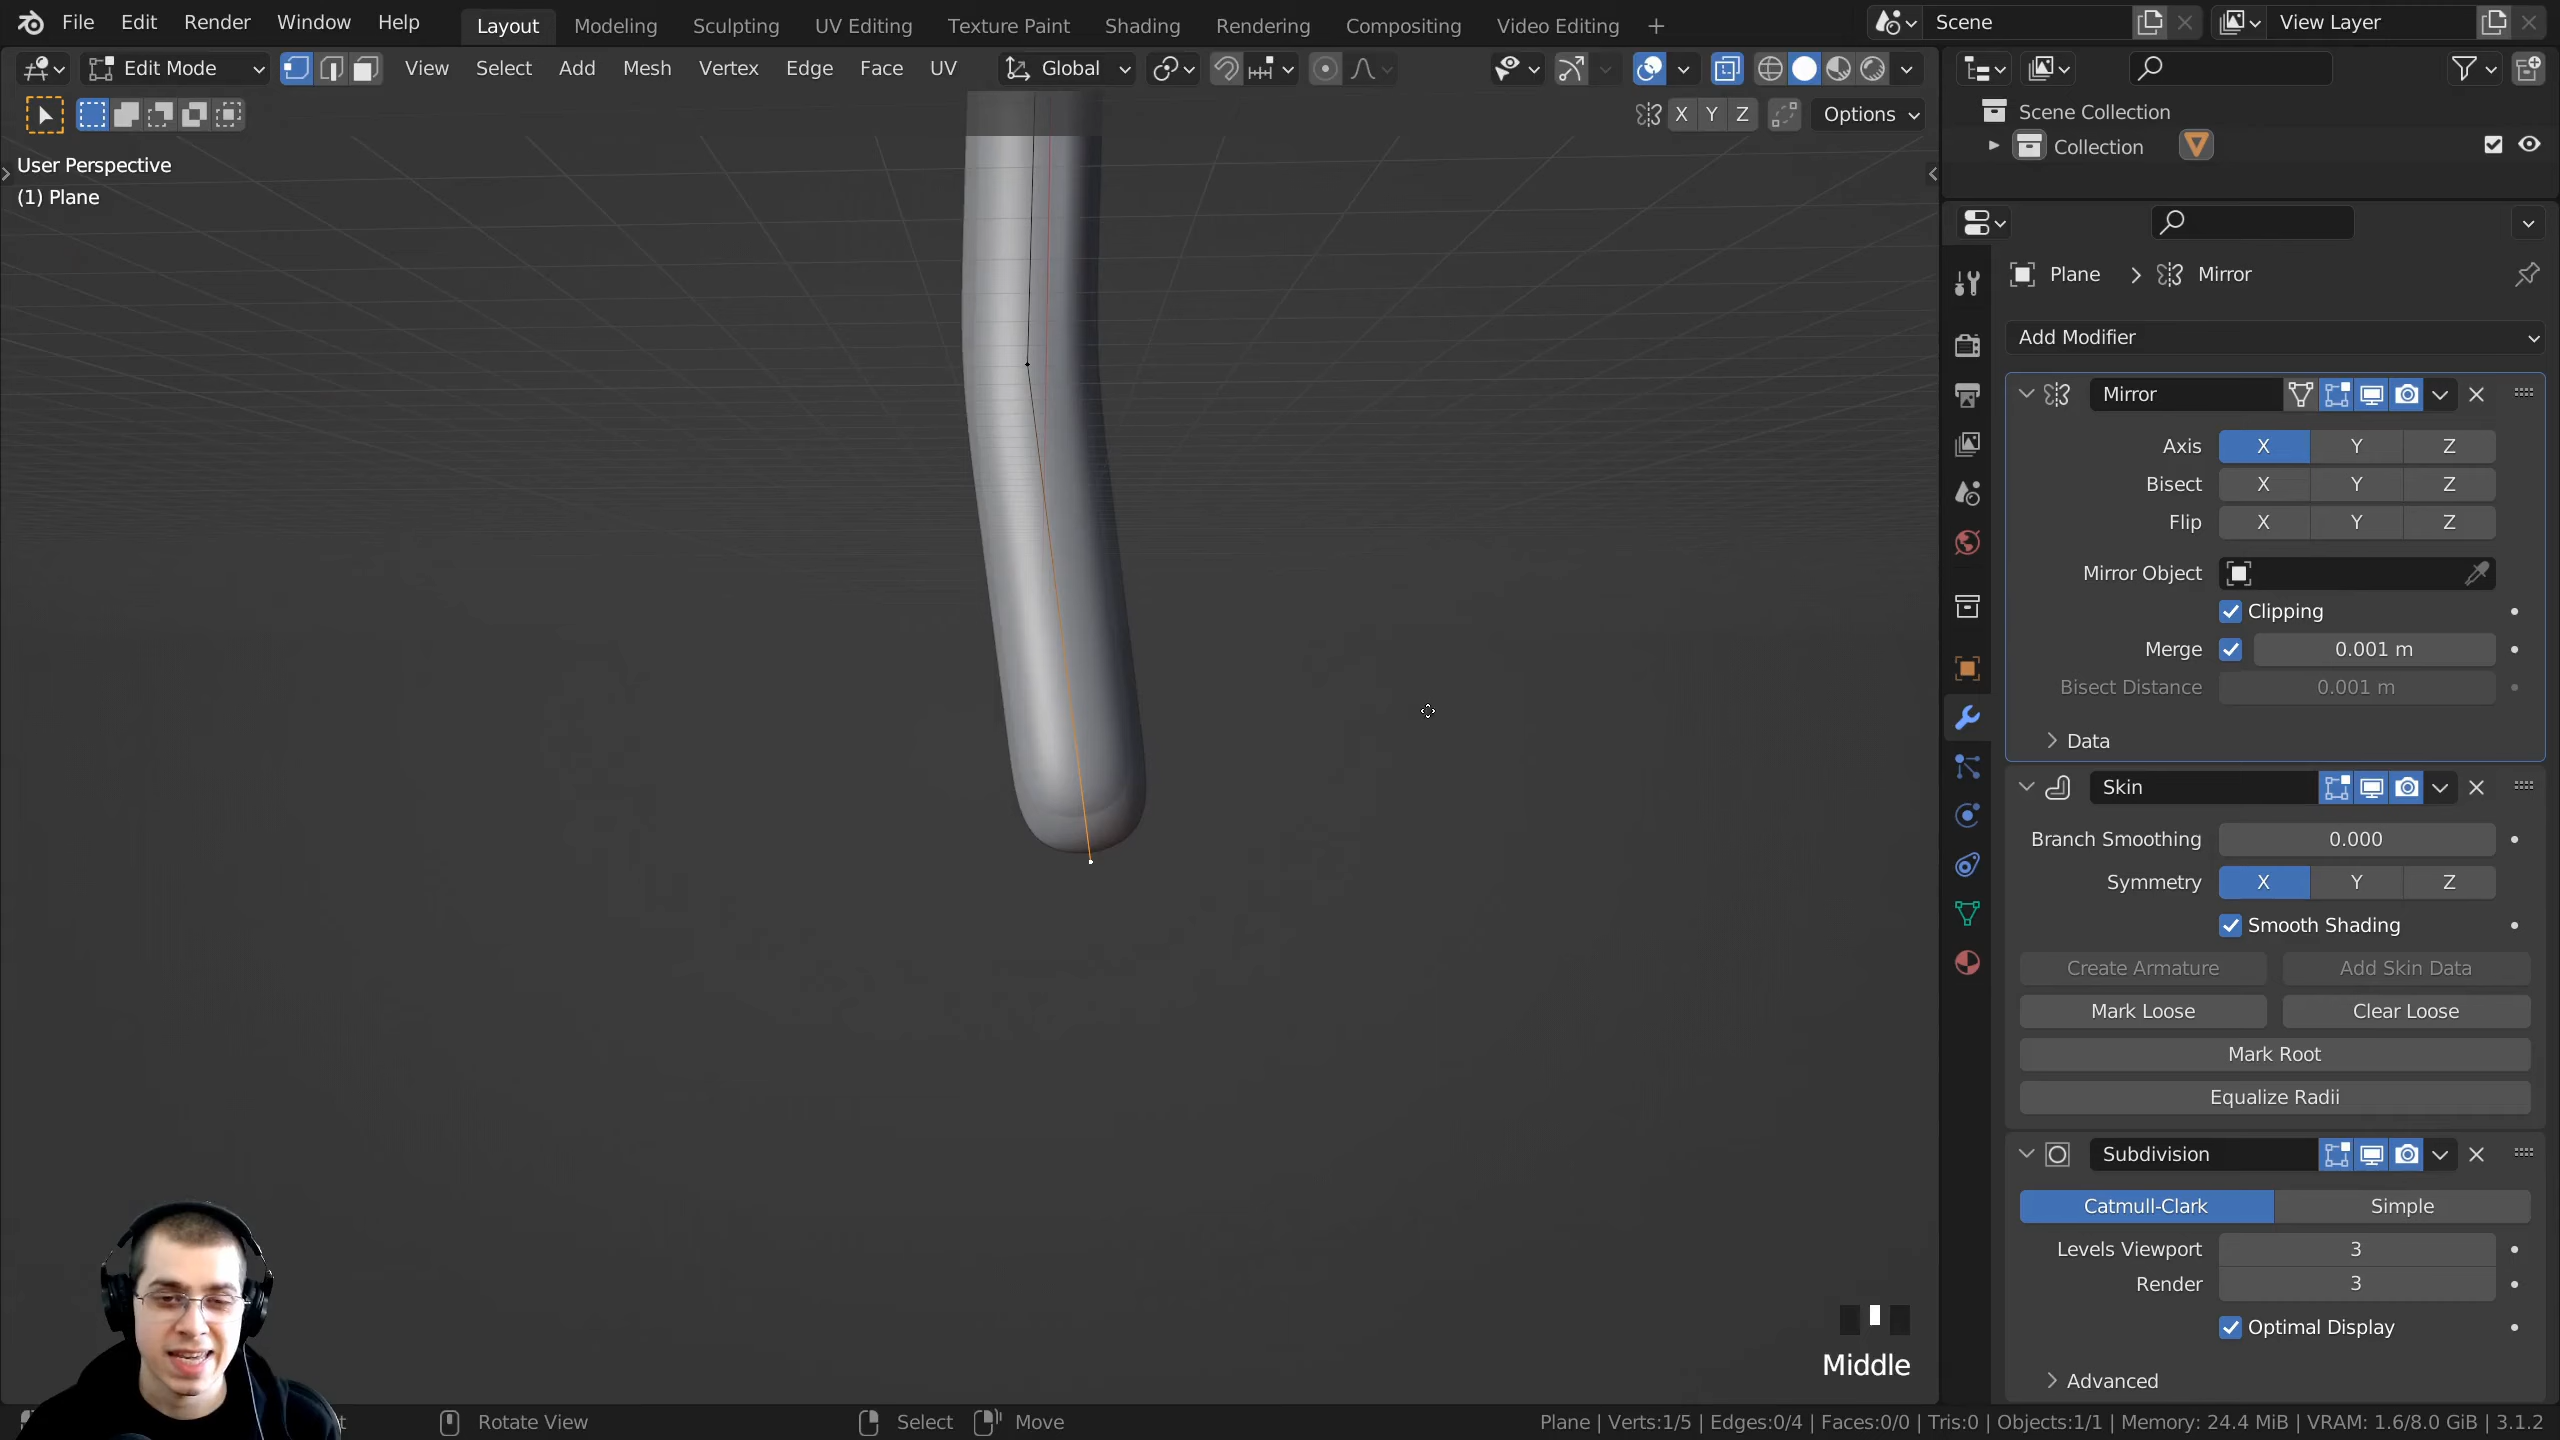 File Edit Render Window Help Layout Modeling Sculpting UV Editing Texture Paint Shading Rendering Compositing Video Editing + Scene View Layer
Edit Mode View Select Add Mesh Vertex Edge Face UV Global
X Y Z Options
User Perspective
(1) Plane
Scene Collection
Collection
Plane > Mirror
Add Modifier
Mirror
Axis X Y Z
Bisect X Y Z
Flip X Y Z
Mirror Object
Clipping
Merge 0.001 m
Bisect Distance 0.001 m
Data
Skin
Branch Smoothing 0.000
Symmetry X Y Z
Smooth Shading
Create Armature Add Skin Data
Mark Loose Clear Loose
Mark Root
Equalize Radii
Subdivision
Catmull-Clark Simple
Levels Viewport 3
Render 3
Optimal Display
Advanced
Middle
Rotate View Select Move Plane | Verts:1/5 | Edges:0/4 | Faces:0/0 | Tris:0 | Objects:1/1 | Memory: 24.4 MiB | VRAM: 1.6/8.0 GiB | 3.1.2